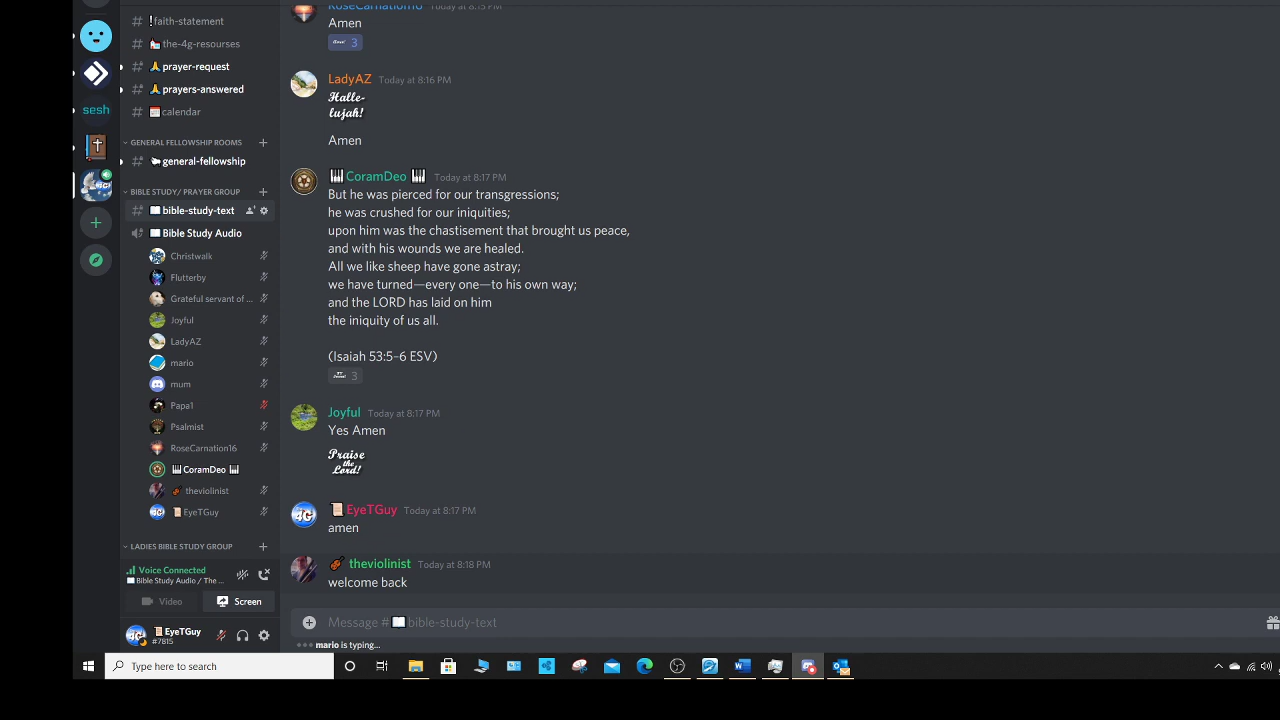 !faith-statement
the-4g-resourses
prayer-request
prayers-answered
calendar
GENERAL FELLOWSHIP ROOMS
general-fellowship
BIBLE STUDY/ PRAYER GROUP
bible-study-text
Bible Study Audio
Christwalk
Flutterby
Grateful servant of ...
Joyful
LadyAZ
mario
mum
Papa1
Psalmist
RoseCarnation16
CoramDeo
theviolinist
EyeTGuy
LADIES BIBLE STUDY GROUP
Voice Connected
Bible Study Audio / The ...
Video
Screen
EyeTGuy
#7815
sesh
Today at 8:15 PM
Amen
3
LadyAZ Today at 8:16 PM
Halle-
lujah!
Amen
CoramDeo Today at 8:17 PM
But he was pierced for our transgressions;
he was crushed for our iniquities;
upon him was the chastisement that brought us peace,
and with his wounds we are healed.
All we like sheep have gone astray;
we have turned—every one—to his own way;
and the LORD has laid on him
the iniquity of us all.
(Isaiah 53:5–6 ESV)
3
Joyful Today at 8:17 PM
Yes Amen
Praise
the
Lord!
EyeTGuy Today at 8:17 PM
amen
theviolinist Today at 8:18 PM
welcome back
Message # bible-study-text
mario is typing...
Type here to search